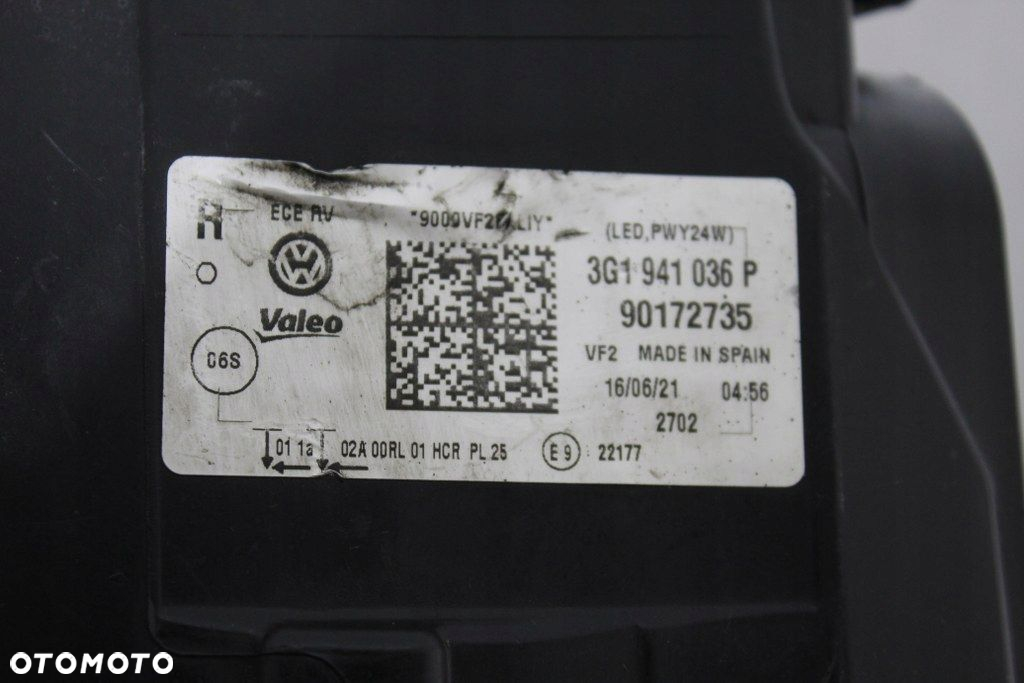 R ECE RV (LED,PWY24W)
3G1 941 036 P
Valeo
90172735
06S
VF2 MADE IN SPAIN
16/06/21 04:56
2702
01 1a 02A 00RL 01 HCR PL 25 E9 22177
OTOMOTO